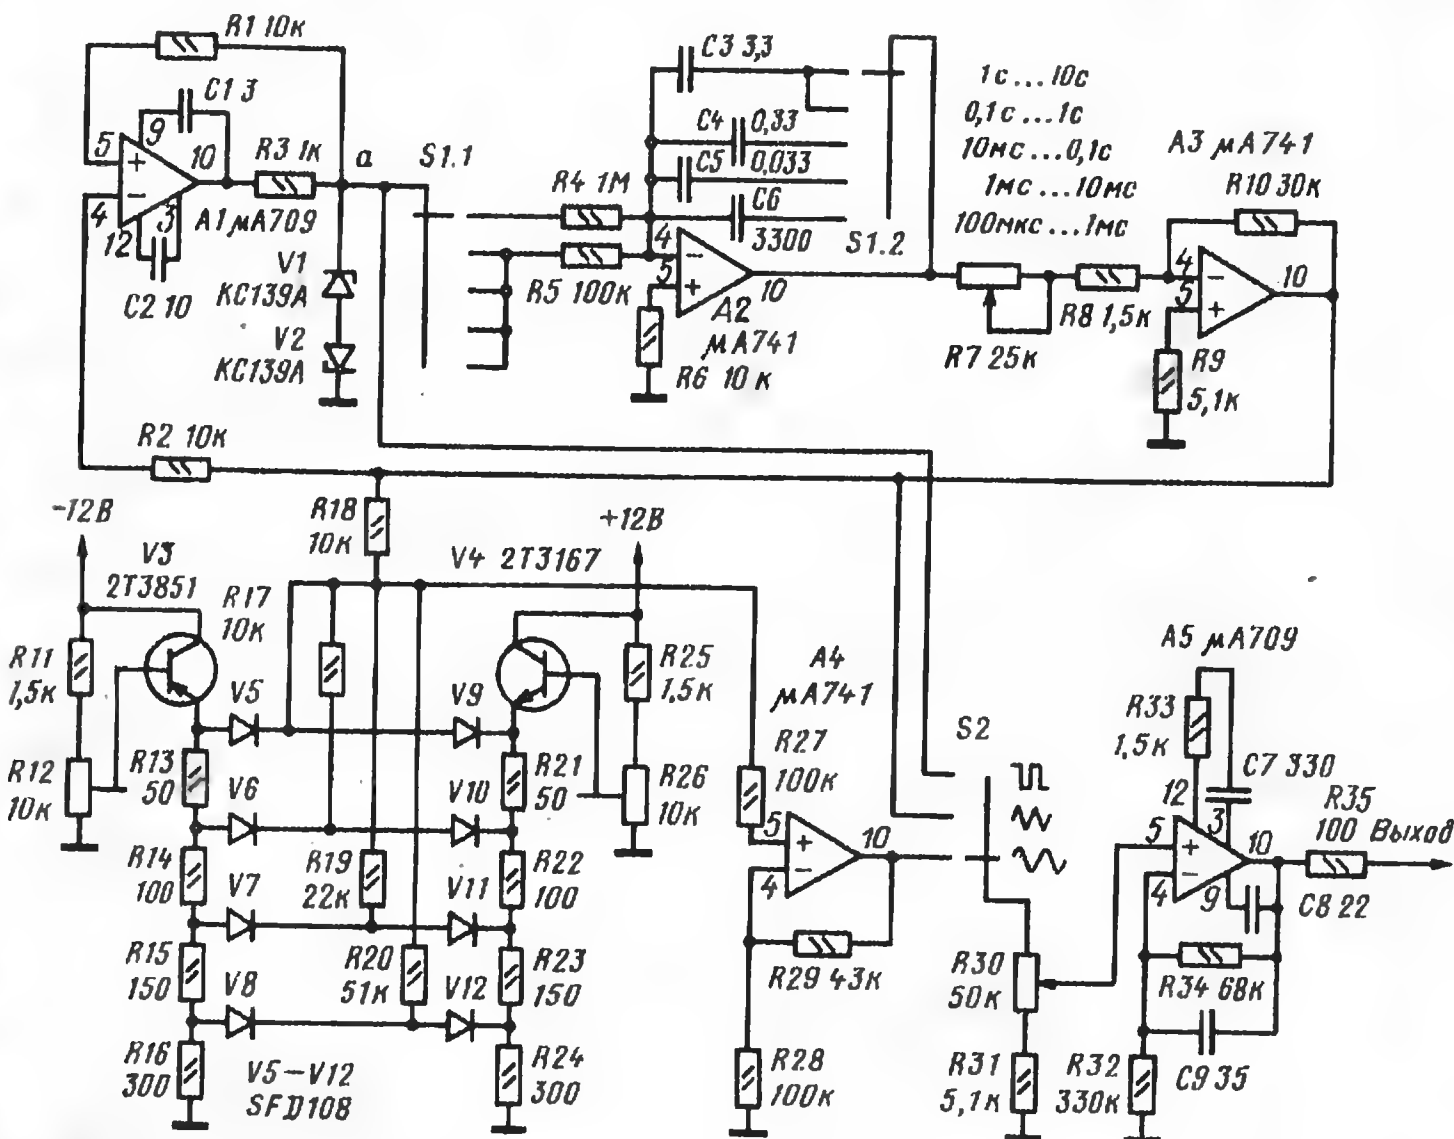 R1 10к
C1 3
5
9
10
+
−
4
12
3
R3 1к
а
S1.1
A1 μA709
C2 10
V1
КС139А
V2
КС139А
R2 10к
C3 3,3
C4 0,33
C5 0,033
C6
3300
R4 1М
R5 100к
S1.2
4
5
−
+
10
A2
μA741
R6 10 к
1с...10с
0,1с...1с
10мс...0,1с
1мс...10мс
100мкс...1мс
A3 μA741
R10 30к
R8 1,5к
R7 25к
4
5
−
+
10
R9
5,1к
-12В
V3
2Т3851
R11
1,5к
R12
10к
R17
10к
R18
10к
V4 2Т3167
+12В
R25
1,5к
R26
10к
V5
V9
R13
50
V6
V10
R21
50
R14
100
V7
R19
22к
V11
R22
100
R15
150
V8
R20
51к
V12
R23
150
R16
300
V5−V12
SFD108
R24
300
A4
μA741
R27
100к
5
+
−
4
10
R29 43к
R28
100к
S2
R30
50к
R31
5,1к
A5 μA709
R33
1,5к
C7 330
12
3
5
+
−
4
9
10
R35
100 Выход
C8 22
R34 68к
R32
330к
C9 35